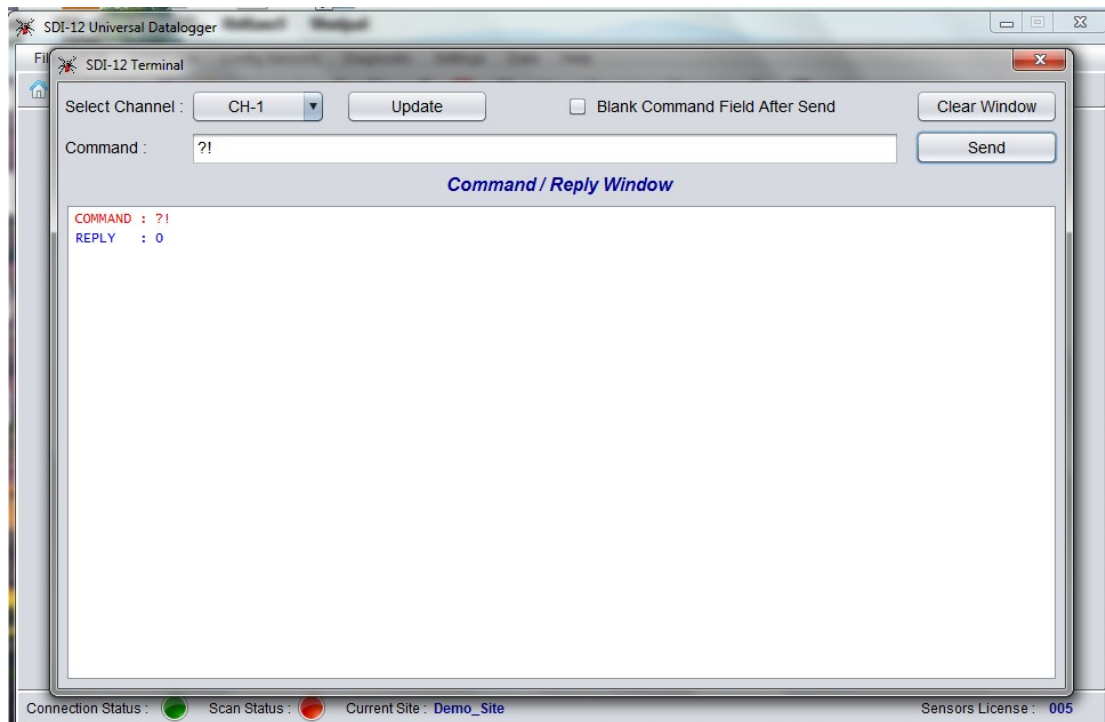 SDI-12 Universal Datalogger
Fil
SDI-12 Terminal
Select Channel : CH-1 Update Blank Command Field After Send Clear Window
Command : ?! Send
Command / Reply Window
COMMAND : ?!
REPLY : 0
Connection Status : Scan Status : Current Site : Demo_Site Sensors License : 005